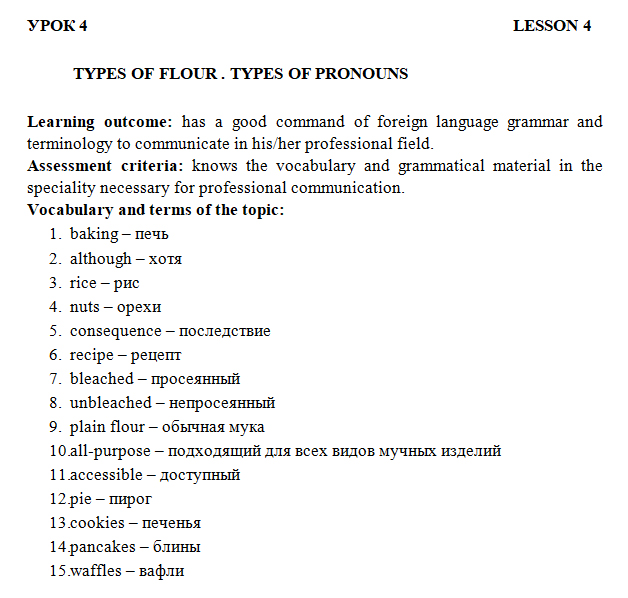 УРОК 4 LESSON 4
TYPES OF FLOUR . TYPES OF PRONOUNS
Learning outcome: has a good command of foreign language grammar and
terminology to communicate in his/her professional field.
Assessment criteria: knows the vocabulary and grammatical material in the
speciality necessary for professional communication.
Vocabulary and terms of the topic:
1. baking – печь
2. although – хотя
3. rice – рис
4. nuts – орехи
5. consequence – последствие
6. recipe – рецепт
7. bleached – просеянный
8. unbleached – непросеянный
9. plain flour – обычная мука
10.all-purpose – подходящий для всех видов мучных изделий
11.accessible – доступный
12.pie – пирог
13.cookies – печенья
14.pancakes – блины
15.waffles – вафли